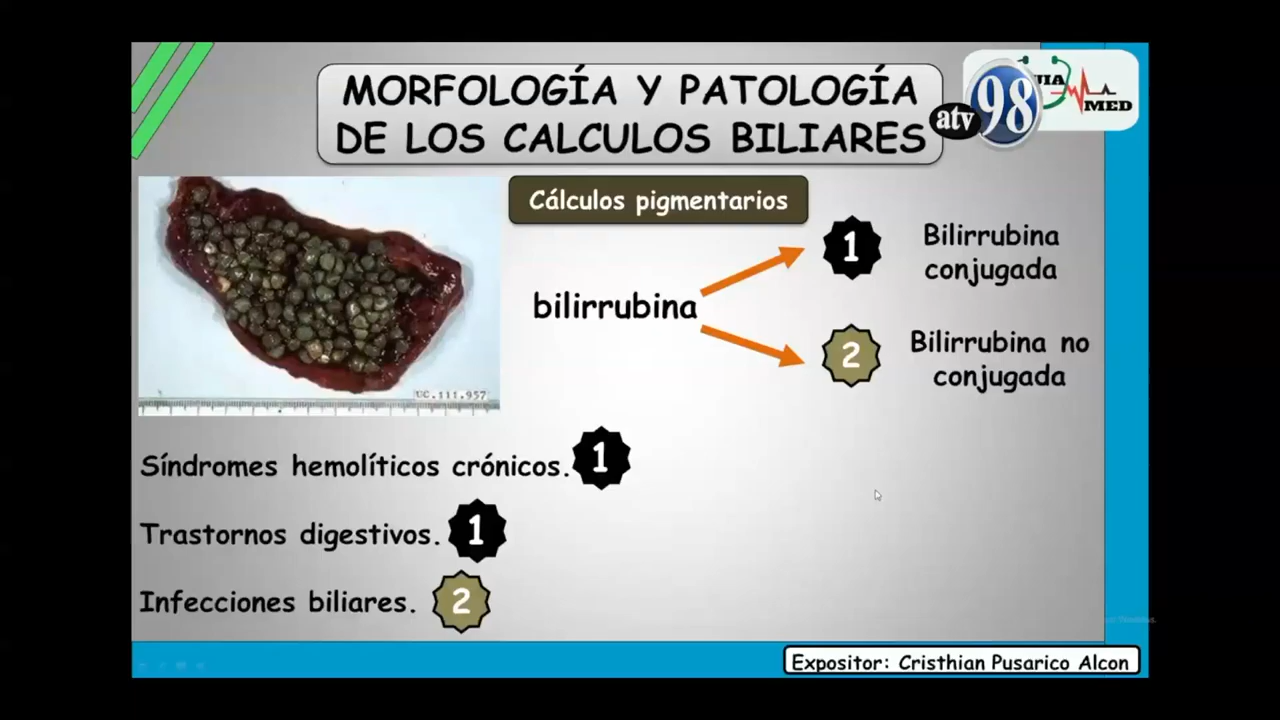 MORFOLOGÍA Y PATOLOGÍA
DE LOS CALCULOS BILIARES
atv 98
MED
Cálculos pigmentarios
bilirrubina
1
Bilirrubina
conjugada
2
Bilirrubina no
conjugada
UC.111.957
Síndromes hemolíticos crónicos. 1
Trastornos digestivos. 1
Infecciones biliares. 2
Expositor: Cristhian Pusarico Alcon